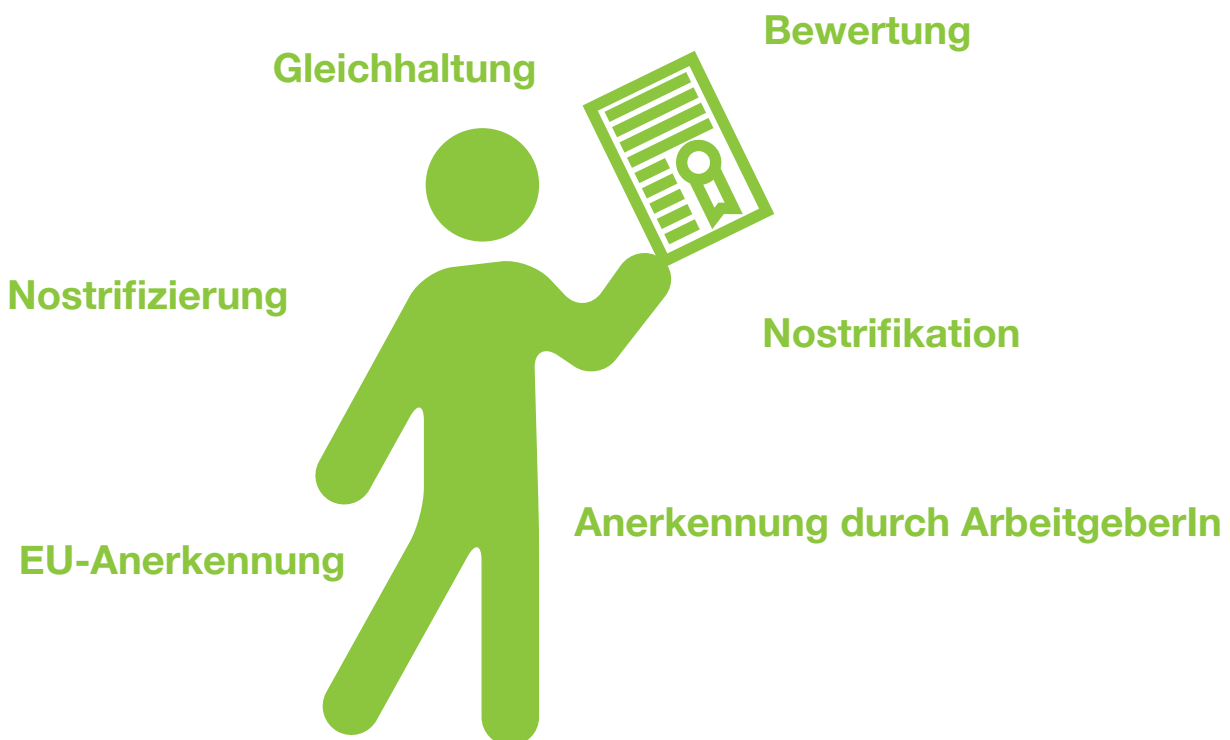 Bewertung
Gleichhaltung
Nostrifizierung
Nostrifikation
Anerkennung durch ArbeitgeberIn
EU-Anerkennung